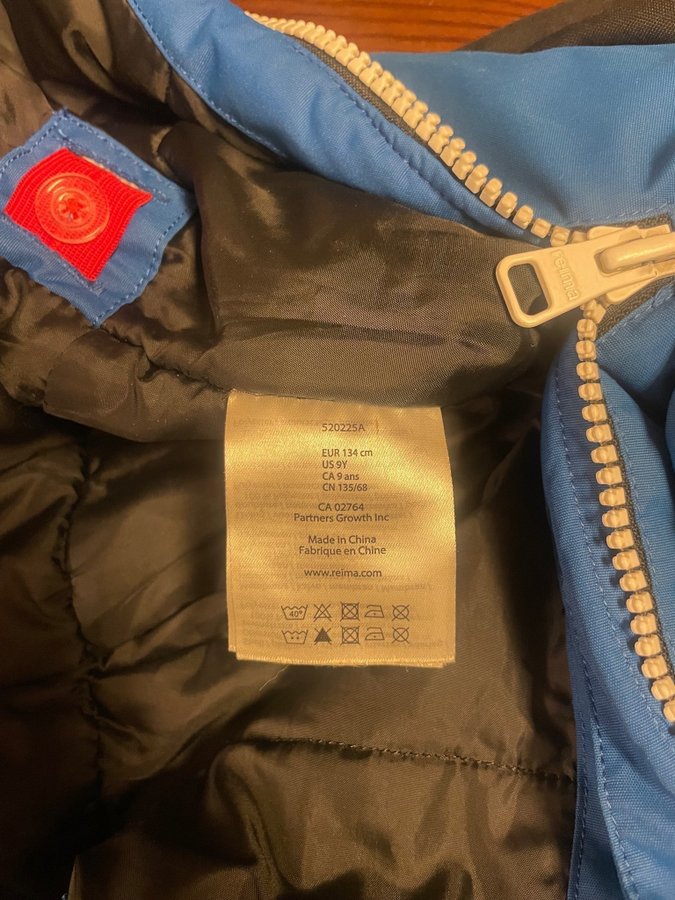 reima
520225A
EUR 134 cm
US 9Y
CA 9 ans
CN 135/68
CA 02764
Partners Growth Inc
Made in China
Fabrique en Chine
www.reima.com
40°